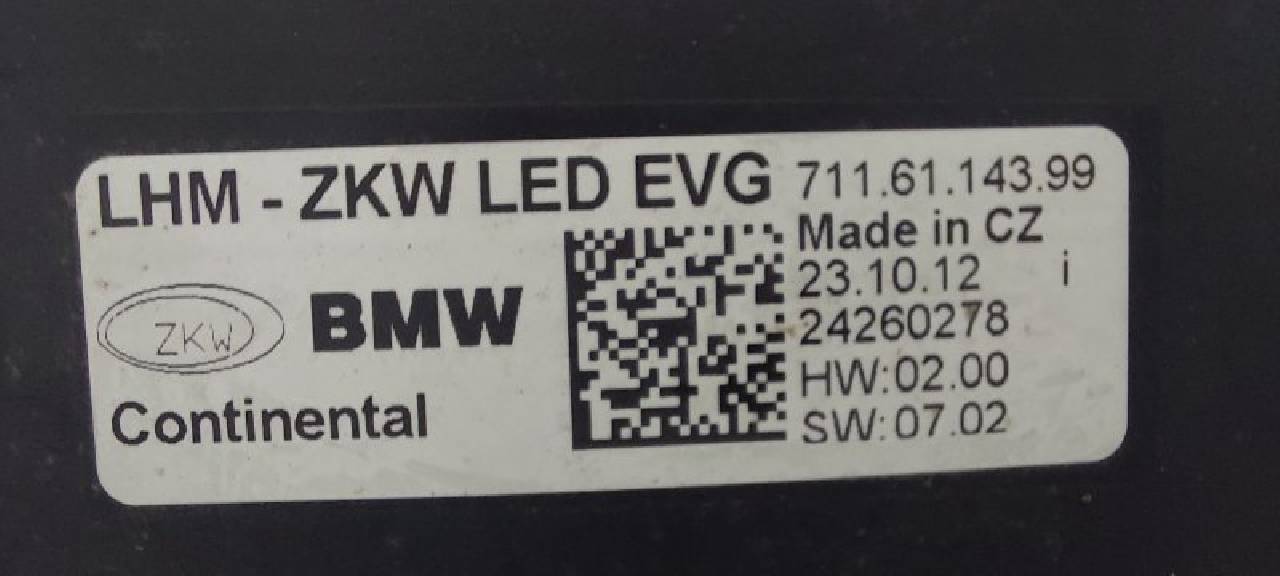 LHM - ZKW LED EVG 711.61.143.99
Made in CZ
23.10.12 i
ZKW BMW 24260278
HW:02.00
Continental SW:07.02